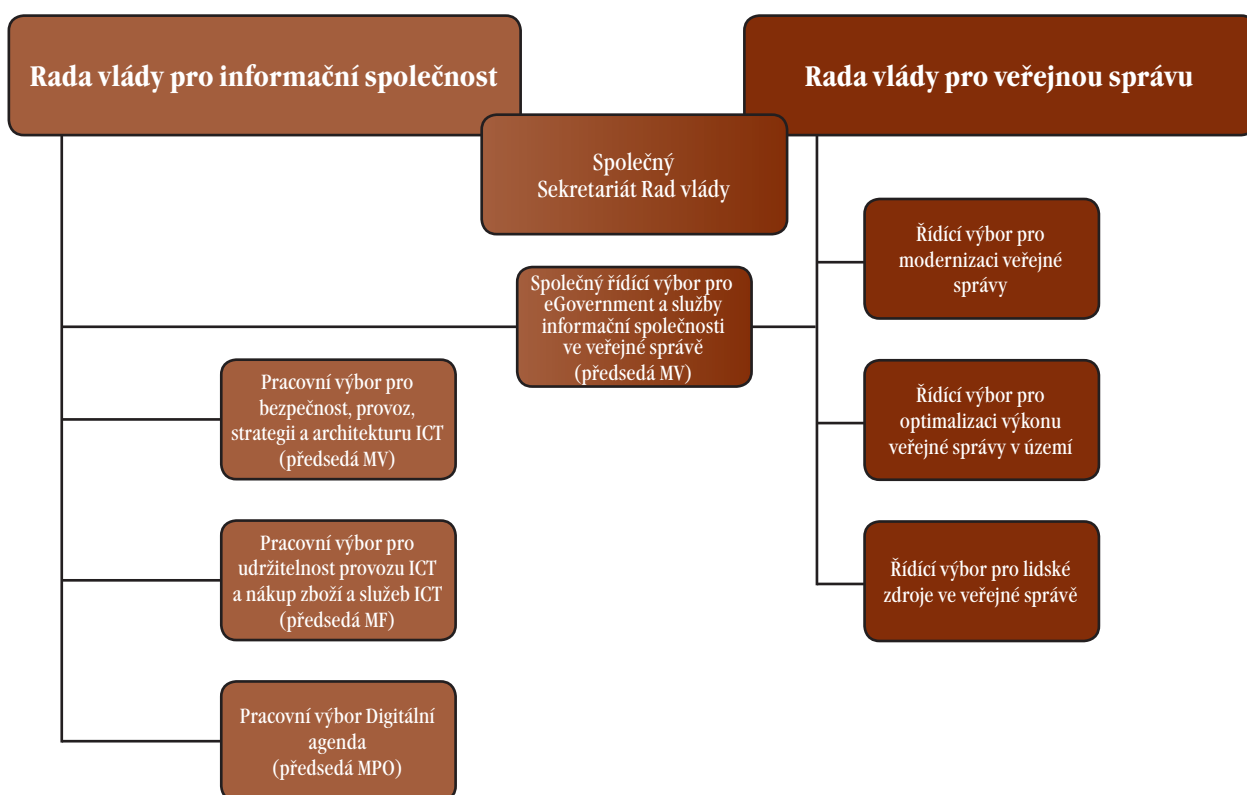 Rada vlády pro informační společnost
Rada vlády pro veřejnou správu
Společný
Sekretariát Rad vlády
Řídící výbor pro
modernizaci veřejné
správy
Společný řídící výbor pro
eGovernment a služby
informační společnosti
ve veřejné správě
(předsedá MV)
Pracovní výbor pro
bezpečnost, provoz,
strategii a architekturu ICT
(předsedá MV)
Řídící výbor pro
optimalizaci výkonu
veřejné správy v území
Pracovní výbor pro
udržitelnost provozu ICT
a nákup zboží a služeb ICT
(předsedá MF)
Řídící výbor pro lidské
zdroje ve veřejné správě
Pracovní výbor Digitální
agenda
(předsedá MPO)